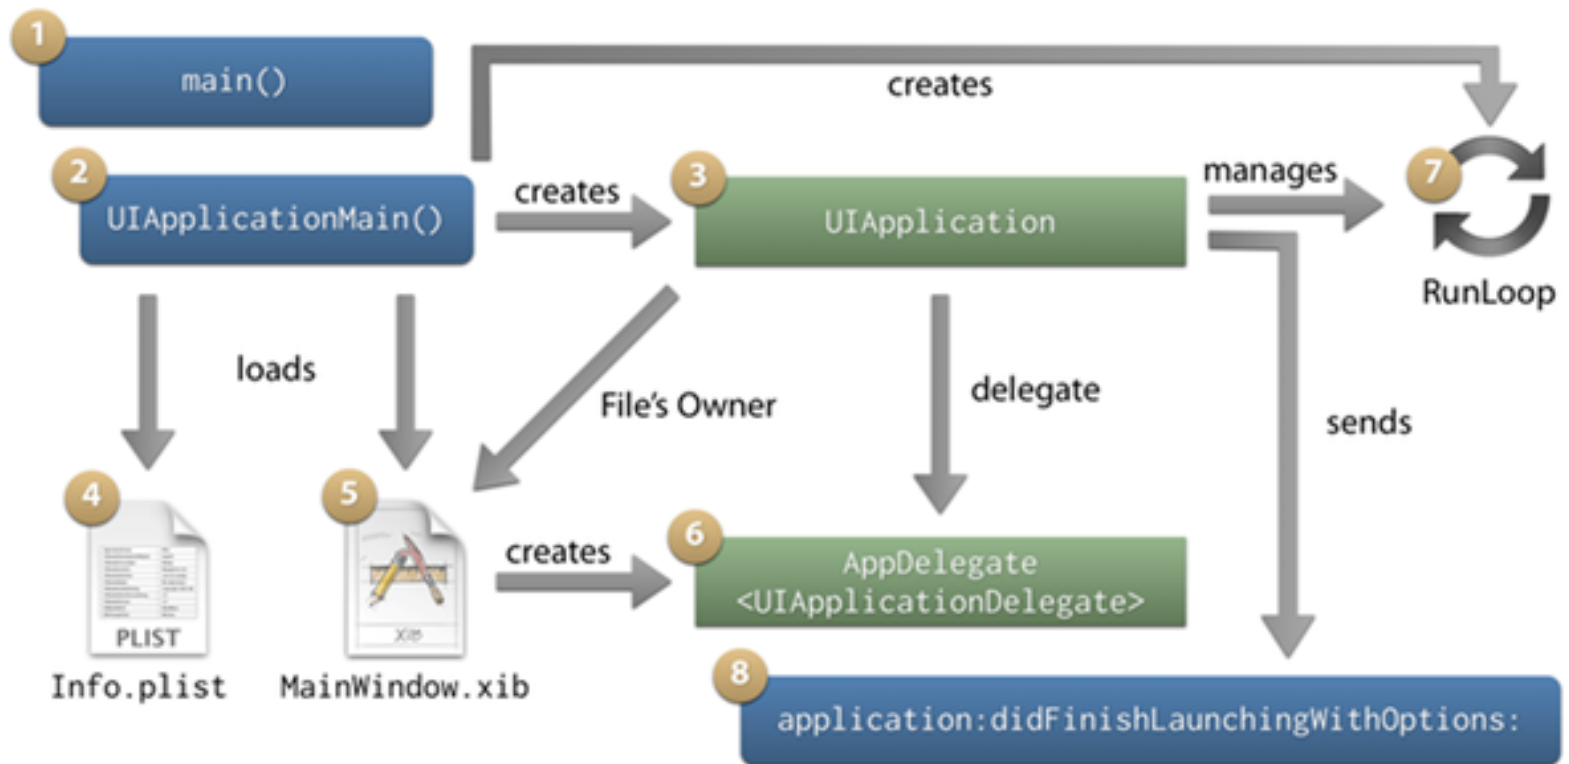 1
main()
creates
2
UIApplicationMain()
creates
3
UIApplication
manages
7
RunLoop
loads
File's Owner
delegate
sends
4
PLIST
Info.plist
5
XIB
MainWindow.xib
creates
6
AppDelegate
<UIApplicationDelegate>
8
application:didFinishLaunchingWithOptions: